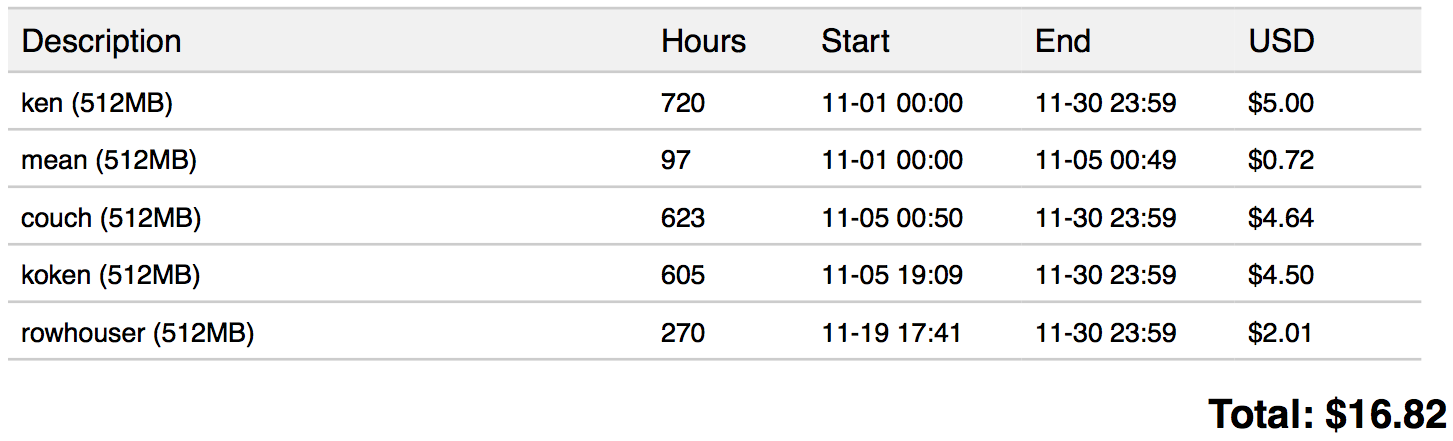 Description Hours Start End USD
ken (512MB) 720 11-01 00:00 11-30 23:59 $5.00
mean (512MB) 97 11-01 00:00 11-05 00:49 $0.72
couch (512MB) 623 11-05 00:50 11-30 23:59 $4.64
koken (512MB) 605 11-05 19:09 11-30 23:59 $4.50
rowhouser (512MB) 270 11-19 17:41 11-30 23:59 $2.01
Total: $16.82